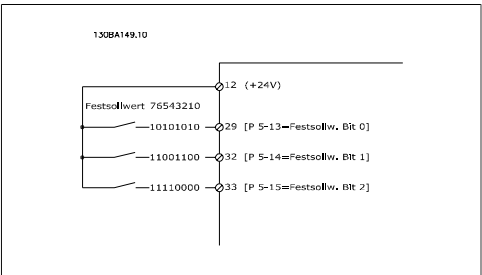 130BA149.10
12 (+24V)
Festsollwert 76543210
10101010 29 [P 5-13=Festsollw. Bit 0]
11001100 32 [P 5-14=Festsollw. Bit 1]
11110000 33 [P 5-15=Festsollw. Bit 2]